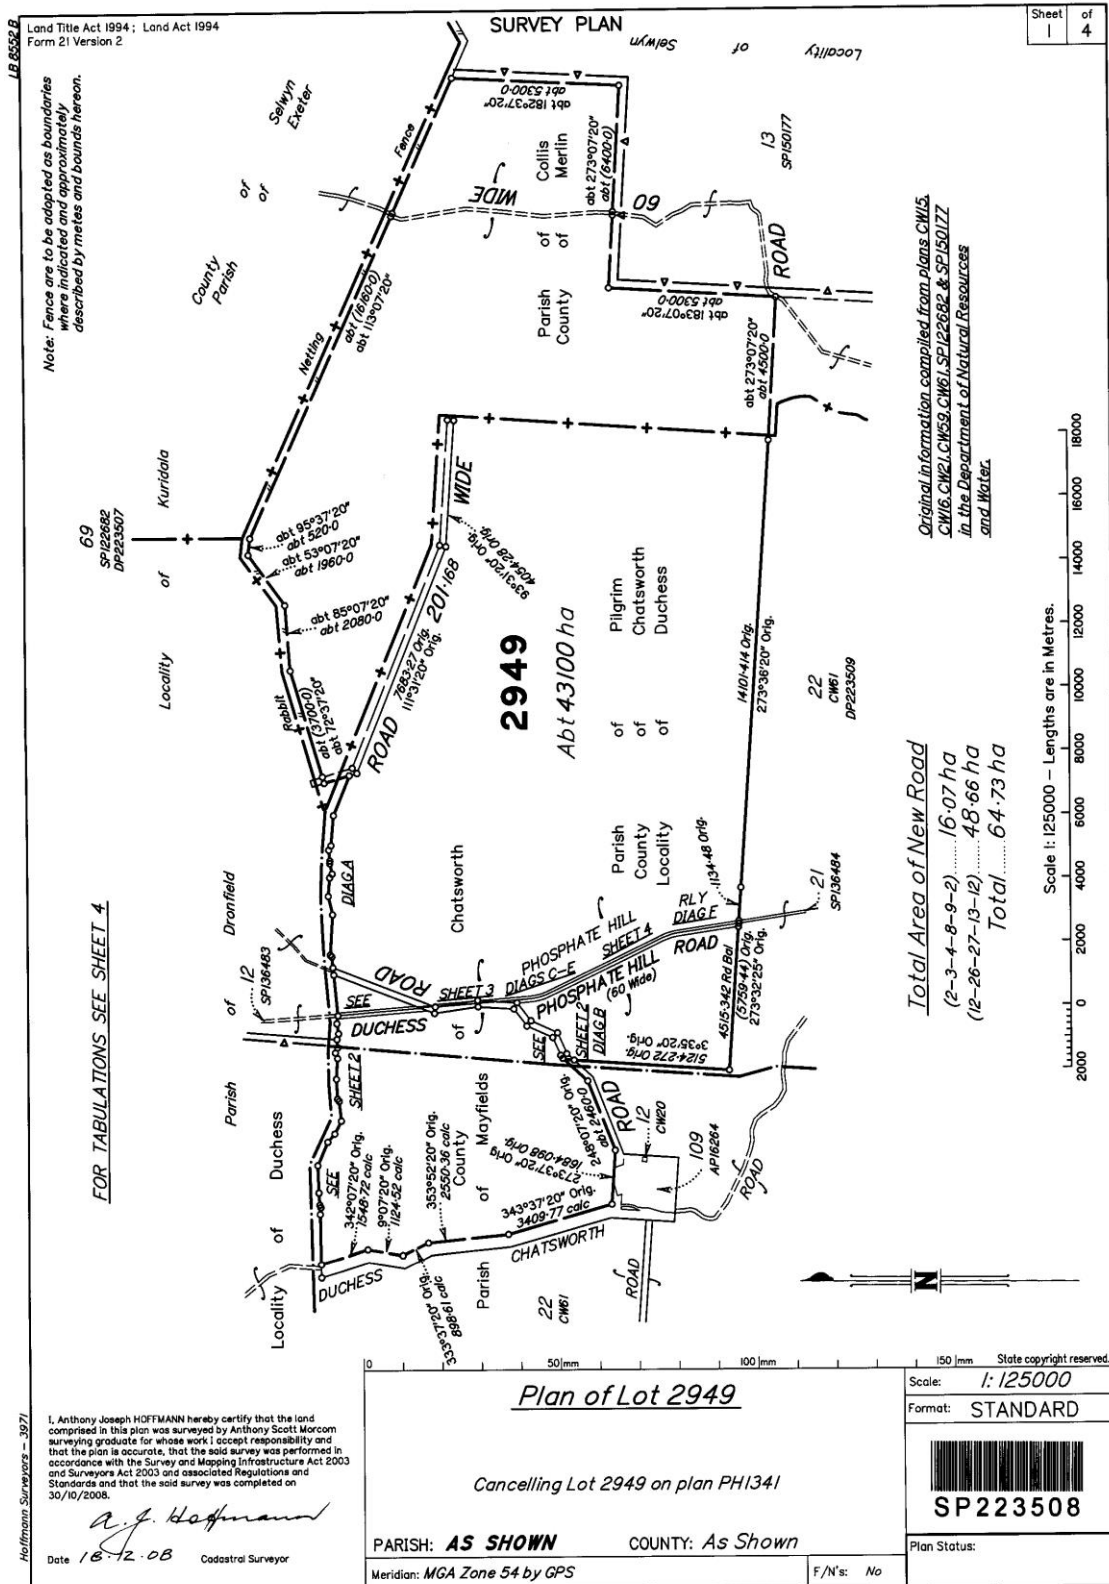 LB 8552 B
Land Title Act 1994 ; Land Act 1994
Form 21 Version 2
SURVEY PLAN
Sheet
1
of
4
Note: Fence are to be adopted as boundaries
where indicated and approximately
described by metes and bounds hereon.
Locality of Selwyn
County of Selwyn
Parish of Exeter
Fence
Netting
Rabbit
abt 182°37'20"
abt 5300·0
Parish of Collis
County of Merlin
abt 273°07'20"
abt (6400·0)
60 WIDE
ROAD
13
SP150177
abt 183°07'20"
abt 5300·0
abt 273°07'20"
abt 4500·0
abt (16160·0)
abt 113°07'20"
Original information compiled from plans CW15,
CW16,CW21,CW59,CW61,SP122682 & SP150177
in the Department of Natural Resources
and Water.
69
SP122682
DP223507
Locality of Kuridala
abt 95°37'20"
abt 520·0
abt 53°07'20"
abt 1960·0
abt 85°07'20"
abt 2080·0
abt (3700·0)
abt 72°37'20"
ROAD 201·168 WIDE
93°31'20" Orig.
4054·28 Orig.
7683·27 Orig.
111°31'20" Orig.
2949
Abt 43100 ha
Parish of Pilgrim
County of Chatsworth
Locality of Duchess
14101·414 Orig.
273°36'20" Orig.
22
CW61
DP223509
FOR TABULATIONS SEE SHEET 4
Parish of Dronfield
Locality of Duchess
12
SP136483
DIAG A
SEE
SHEET 2
SEE
SHEET 3
DUCHESS
ROAD
PHOSPHATE HILL
RLY
DIAGS C-E
SHEET 4
DIAG E
PHOSPHATE HILL
ROAD
(60 Wide)
SEE
SHEET 2
DIAG B
1134·48 Orig.
4515·342 Rd Bal
(5759·44) Orig.
273°32'25" Orig.
21
SP136484
5124·272 Orig.
3°35'20" Orig.
Parish of Mayfields
County of Chatsworth
342°07'20" Orig.
1548·72 calc
9°07'20" Orig.
1124·52 calc
353°52'20" Orig.
2550·36 calc
333°37'20" Orig.
898·61 calc
343°37'20" Orig.
3409·77 calc
273°37'20" Orig.
1684·098 Orig.
248°07'20" Orig.
abt 2460·0
ROAD
12
CW20
109
AP16264
ROAD
DUCHESS
CHATSWORTH
ROAD
22
CW61
Total Area of New Road
(2-3-4-8-9-2)........16·07 ha
(12-26-27-13-12)......48·66 ha
Total......64·73 ha
Scale 1: 125000 – Lengths are in Metres.
2000 0 2000 4000 6000 8000 10000 12000 14000 16000 18000
N
0 50 mm 100 mm 150 mm State copyright reserved.
Hoffmann Surveyors – 3971
I, Anthony Joseph HOFFMANN hereby certify that the land
comprised in this plan was surveyed by Anthony Scott Morcom
surveying graduate for whose work I accept responsibility and
that the plan is accurate, that the said survey was performed in
accordance with the Survey and Mapping Infrastructure Act 2003
and Surveyors Act 2003 and associated Regulations and
Standards and that the said survey was completed on
30/10/2008.
A. J. Hoffmann
Date 18·12·08 Cadastral Surveyor
Plan of Lot 2949
Cancelling Lot 2949 on plan PH1341
PARISH: AS SHOWN COUNTY: As Shown
Meridian: MGA Zone 54 by GPS
F/N's: No
Scale: 1: 125000
Format: STANDARD
SP223508
Plan Status: